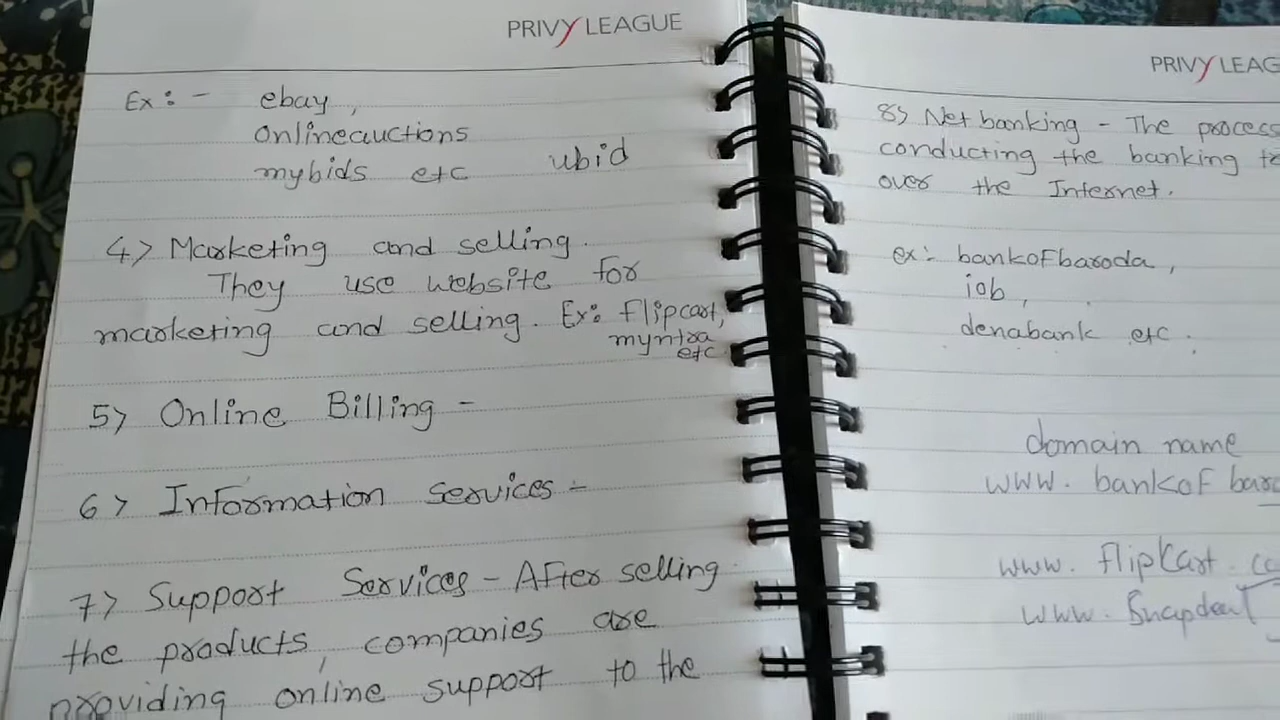 PRIVY LEAGUE
Ex:- ebay,
onlineauctions
mybids etc ubid
4> Marketing and selling.
They use website for
marketing and selling. Ex: Flipcart,
myntra
etc
5> Online Billing -
6> Information Services -
7> Support Services - After selling
the products, companies are
providing online support to the
PRIVY LEAG
8> Net banking - The process
conducting the banking
over the Internet.
ex: bankofbaroda,
iob,
denabank etc.
domain name
www. bankof baro
www. flipkart. co
www. Snapdeal